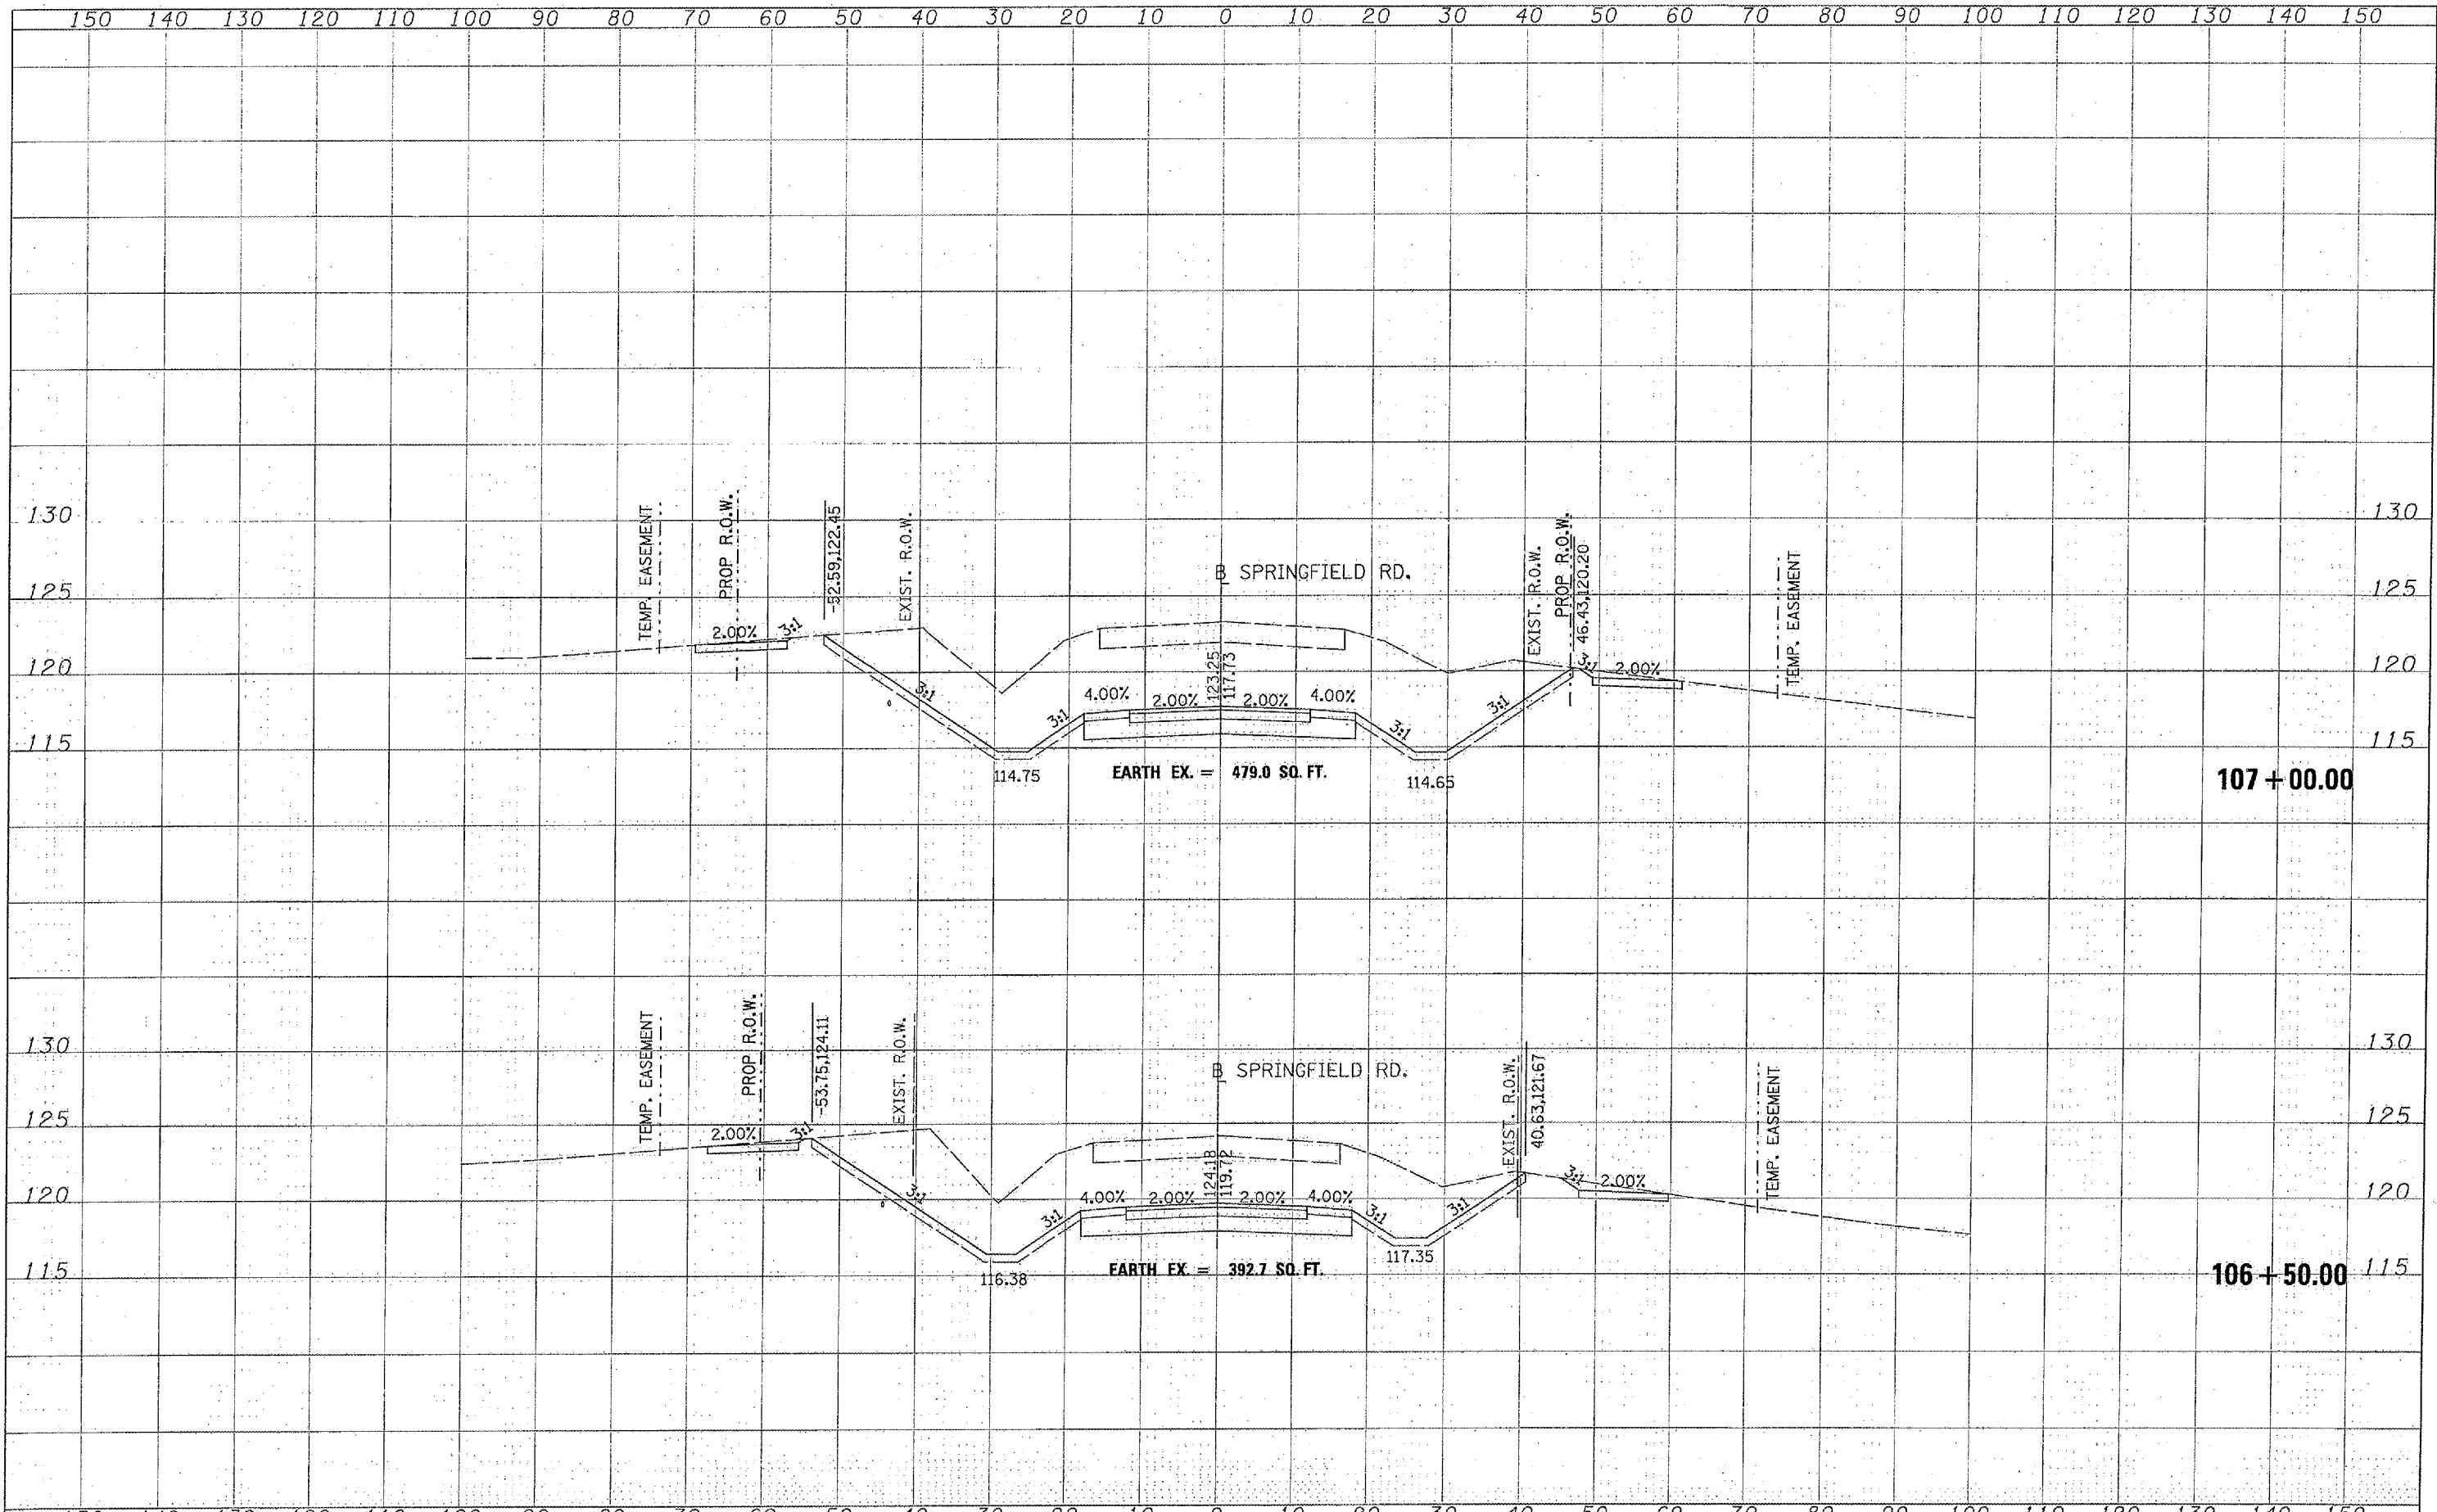 150 140 130 120 110 100 90 80 70 60 50 40 30 20 10 0 10 20 30 40 50 60 70 80 90 100 110 120 130 140 150
130 TEMP. EASEMENT PROP R.O.W. -52.59,122.45 EXIST. R.O.W. EXIST. R.O.W. PROP R.O.W. 46.43,120.20 TEMP. EASEMENT 130
B SPRINGFIELD RD.
125 125
2.00% 3:1
120 3:1 2.00% 120
3:1 3:1 4.00% 2.00% 123.25 117.73 2.00% 4.00% 3:1 3:1
115 115
114.75 EARTH EX. = 479.0 SQ. FT. 114.65 107+00.00
130 TEMP. EASEMENT PROP R.O.W. -53.75,124.11 EXIST. R.O.W. EXIST. R.O.W. 40.63,121.67 TEMP. EASEMENT 130
B SPRINGFIELD RD.
125 125
2.00% 3:1
3:1 2.00%
120 120
3:1 3:1 4.00% 2.00% 124.18 119.72 2.00% 4.00% 3:1 3:1
115 115
116.38 EARTH EX. = 392.7 SQ. FT. 117.35 106+50.00